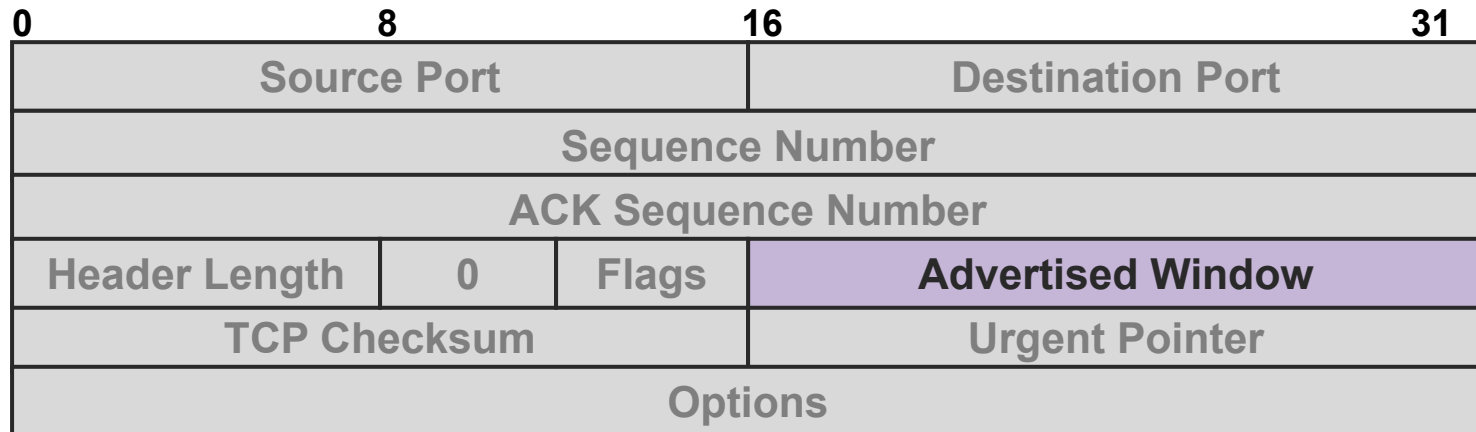 0 8 16 31
Source Port Destination Port
Sequence Number
ACK Sequence Number
Header Length 0 Flags Advertised Window
TCP Checksum Urgent Pointer
Options